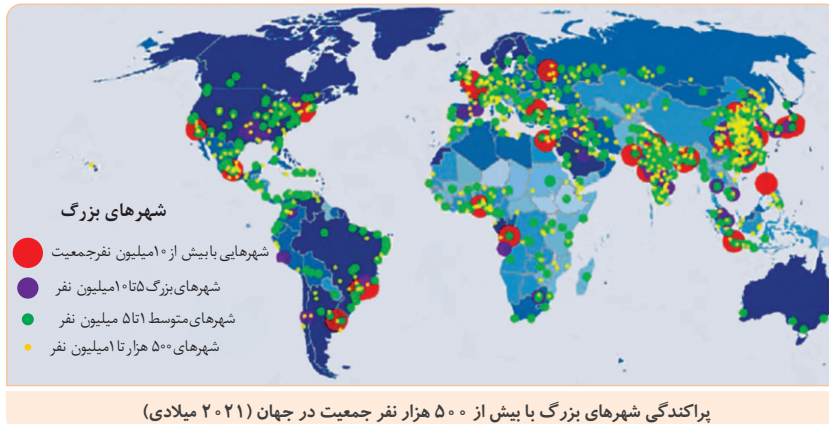 شهرهای بزرگ
شهرهایی با بیش از ۱۰ میلیون نفر جمعیت
شهرهای بزرگ ۵ تا ۱۰ میلیون نفر
شهرهای متوسط ۱ تا ۵ میلیون نفر
شهرهای ۵۰۰ هزار تا ۱ میلیون نفر
پراکندگی شهرهای بزرگ با بیش از ۵۰۰ هزار نفر جمعیت در جهان (۲۰۲۱ میلادی)